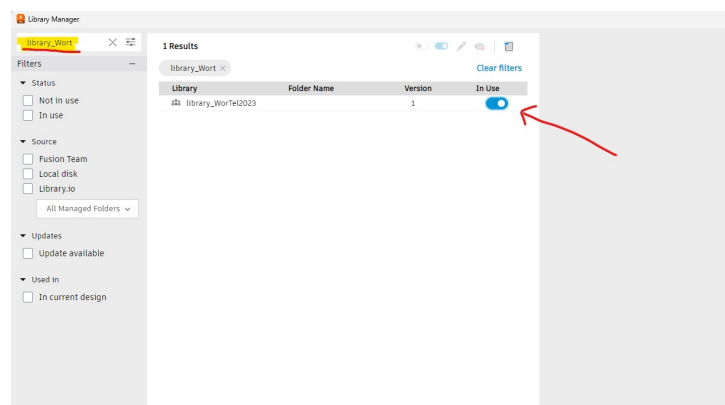 Library Manager
library_Wort
Filters
Status
Not in use
In use
Source
Fusion Team
Local disk
Library.io
All Managed Folders
Updates
Update available
Used in
In current design
1 Results
library_Wort ×
Clear filters
Library Folder Name Version In Use
library_WorTel2023 1